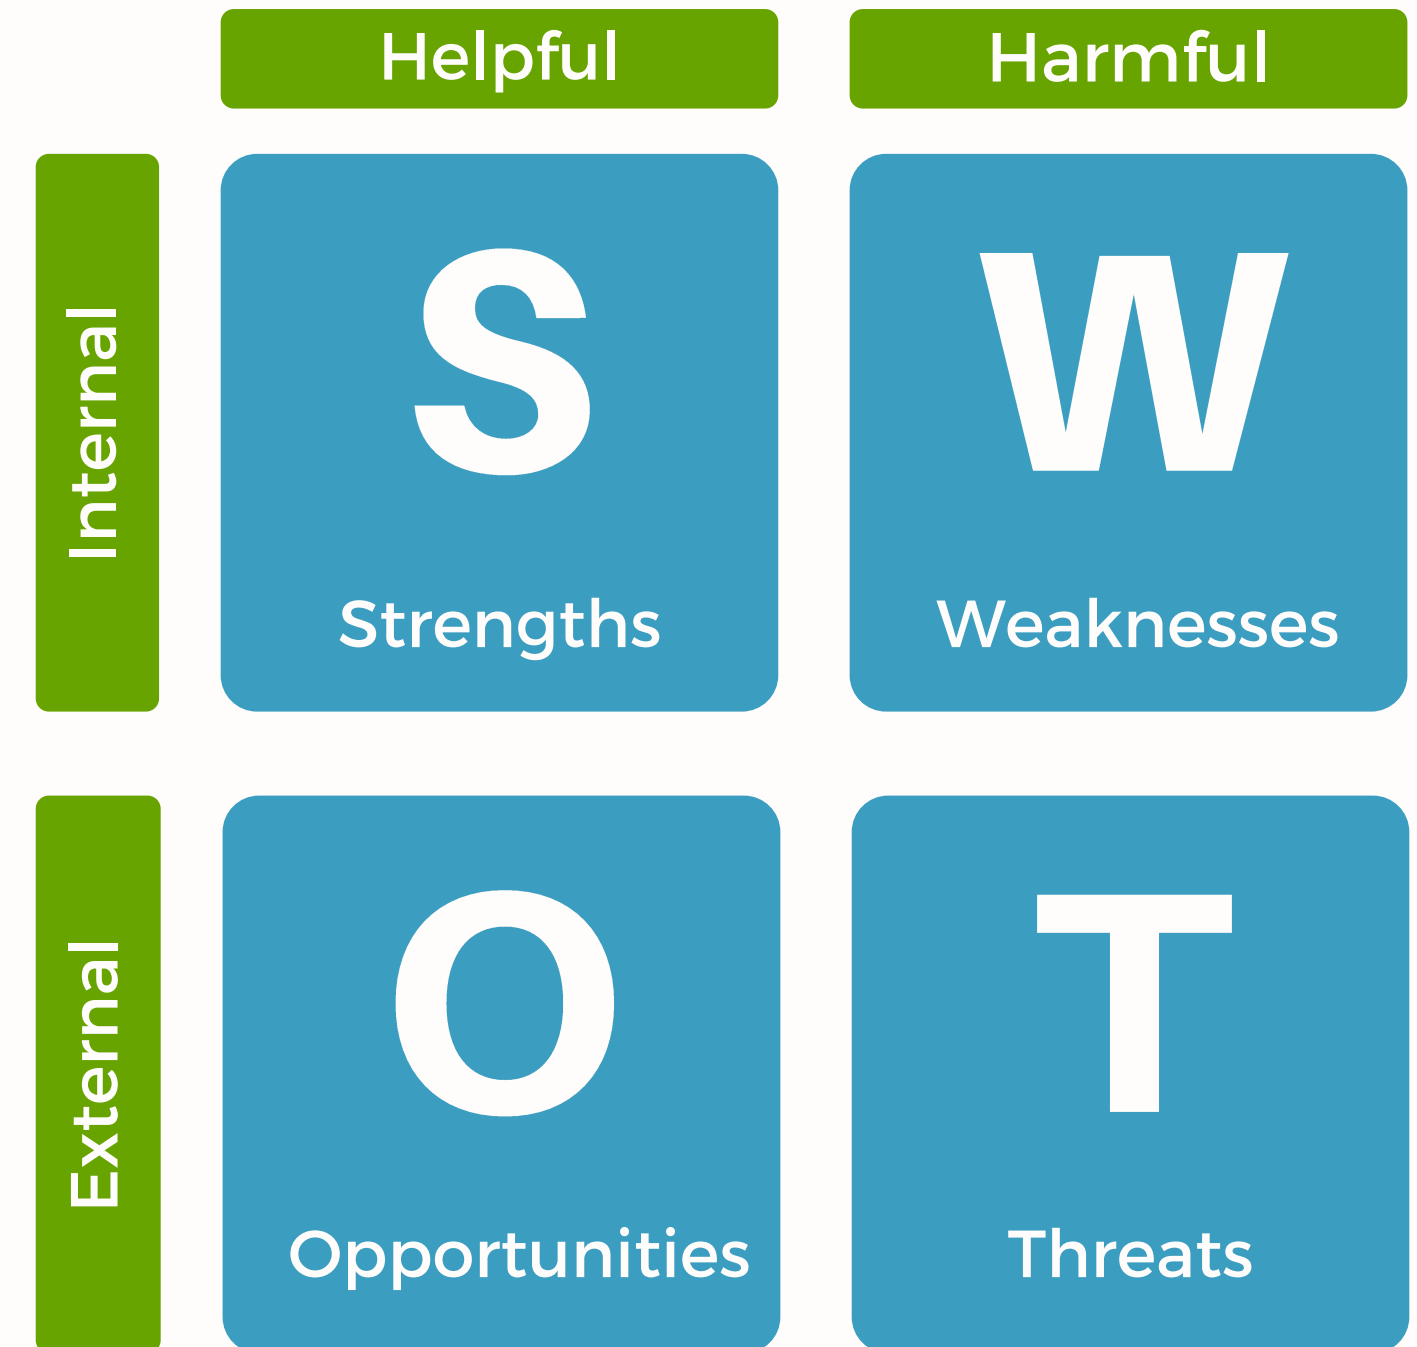 Helpful
Harmful
Internal
S
Strengths
W
Weaknesses
External
O
Opportunities
T
Threats